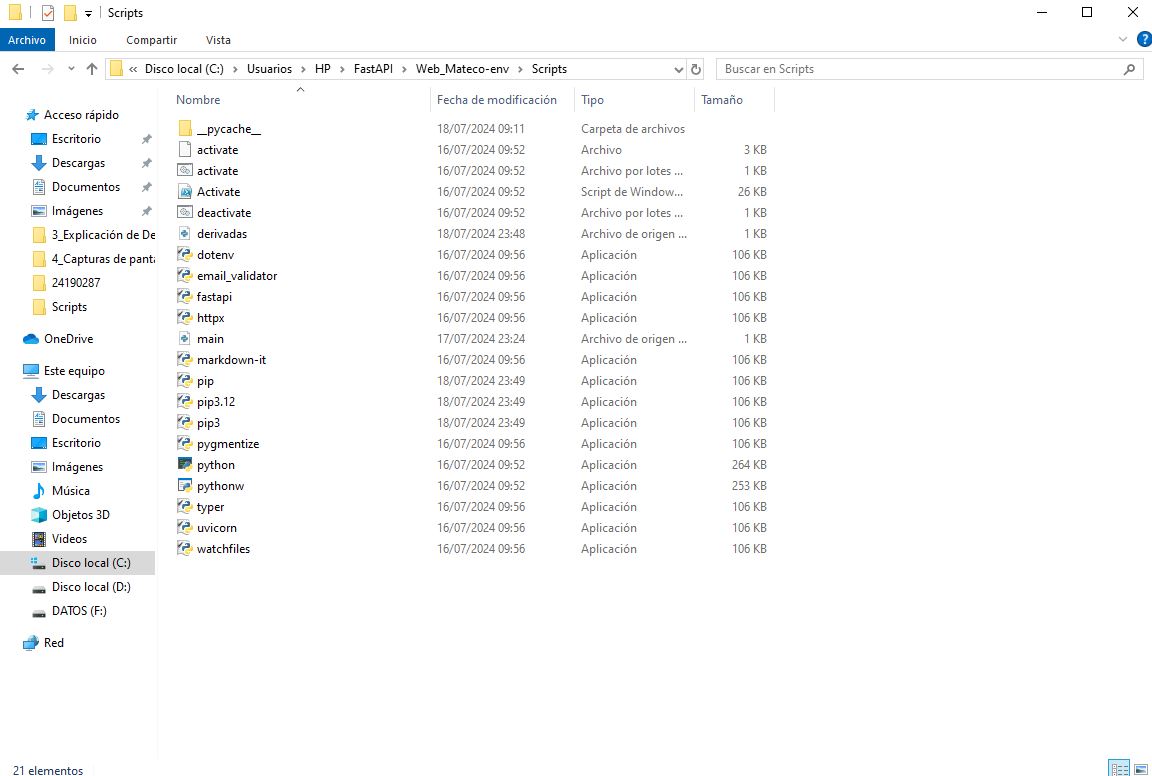 Scripts
Archivo Inicio Compartir Vista
« Disco local (C:) › Usuarios › HP › FastAPI › Web_Mateco-env › Scripts
Buscar en Scripts
Acceso rápido
Escritorio
Descargas
Documentos
Imágenes
3_Explicación de De
4_Capturas de panta
24190287
Scripts
OneDrive
Este equipo
Descargas
Documentos
Escritorio
Imágenes
Música
Objetos 3D
Videos
Disco local (C:)
Disco local (D:)
DATOS (F:)
Red
Nombre Fecha de modificación Tipo Tamaño
__pycache__ 18/07/2024 09:11 Carpeta de archivos
activate 16/07/2024 09:52 Archivo 3 KB
activate 16/07/2024 09:52 Archivo por lotes ... 1 KB
Activate 16/07/2024 09:52 Script de Window... 26 KB
deactivate 16/07/2024 09:52 Archivo por lotes ... 1 KB
derivadas 18/07/2024 23:48 Archivo de origen ... 1 KB
dotenv 16/07/2024 09:56 Aplicación 106 KB
email_validator 16/07/2024 09:56 Aplicación 106 KB
fastapi 16/07/2024 09:56 Aplicación 106 KB
httpx 16/07/2024 09:56 Aplicación 106 KB
main 17/07/2024 23:24 Archivo de origen ... 1 KB
markdown-it 16/07/2024 09:56 Aplicación 106 KB
pip 18/07/2024 23:49 Aplicación 106 KB
pip3.12 18/07/2024 23:49 Aplicación 106 KB
pip3 18/07/2024 23:49 Aplicación 106 KB
pygmentize 16/07/2024 09:56 Aplicación 106 KB
python 16/07/2024 09:52 Aplicación 264 KB
pythonw 16/07/2024 09:52 Aplicación 253 KB
typer 16/07/2024 09:56 Aplicación 106 KB
uvicorn 16/07/2024 09:56 Aplicación 106 KB
watchfiles 16/07/2024 09:56 Aplicación 106 KB
21 elementos